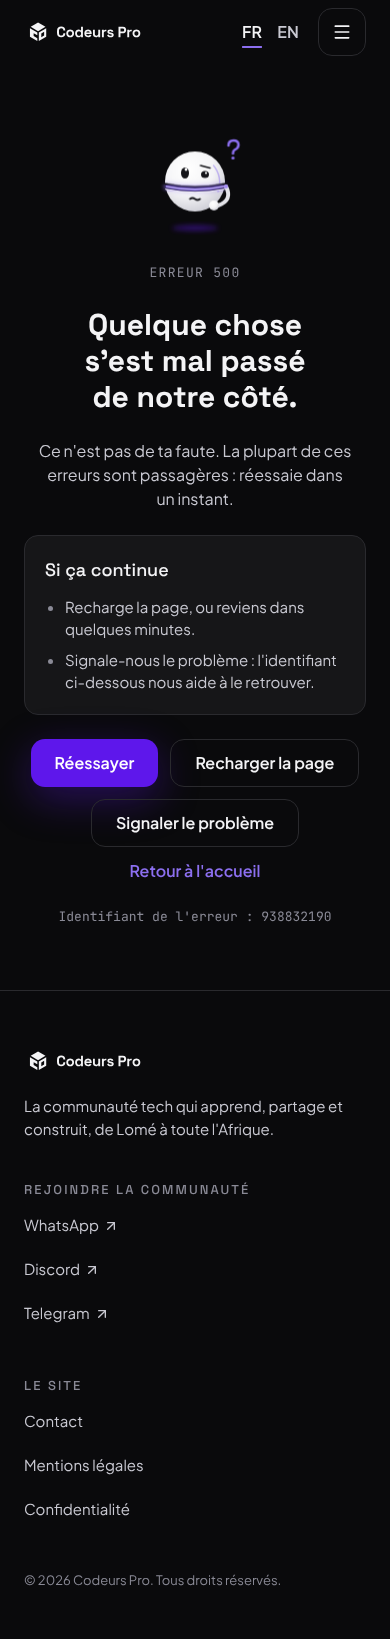 Codeurs Pro
FR EN
?
ERREUR 500
Quelque chose
s’est mal passé
de notre côté.
Ce n'est pas de ta faute. La plupart de ces
erreurs sont passagères : réessaie dans
un instant.
Si ça continue
• Recharge la page, ou reviens dans
quelques minutes.
• Signale-nous le problème : l'identifiant
ci-dessous nous aide à le retrouver.
Réessayer
Recharger la page
Signaler le problème
Retour à l'accueil
Identifiant de l'erreur : 938832190
Codeurs Pro
La communauté tech qui apprend, partage et
construit, de Lomé à toute l'Afrique.
REJOINDRE LA COMMUNAUTÉ
WhatsApp
Discord
Telegram
LE SITE
Contact
Mentions légales
Confidentialité
© 2026 Codeurs Pro. Tous droits réservés.